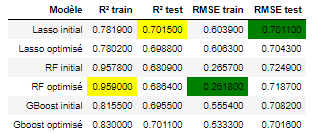 Modèle R² train R² test RMSE train RMSE test
Lasso initial 0.781900 0.701500 0.603900 0.701100
Lasso optimisé 0.780200 0.698800 0.606300 0.704300
RF initial 0.957800 0.680900 0.265700 0.724900
RF optimisé 0.959000 0.686400 0.261800 0.718700
GBoost initial 0.815500 0.695500 0.555400 0.708200
Gboost optimisé 0.830000 0.701100 0.533300 0.701600